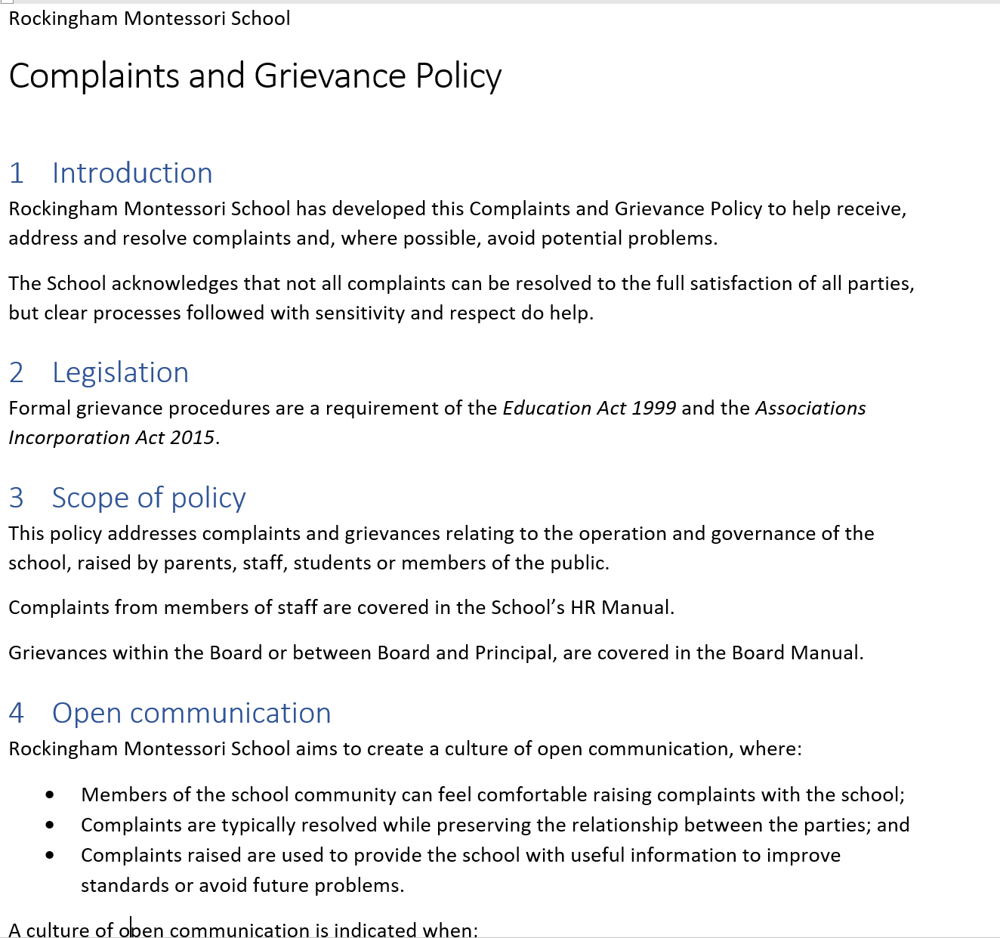 Rockingham Montessori School
Complaints and Grievance Policy
1 Introduction
Rockingham Montessori School has developed this Complaints and Grievance Policy to help receive,
address and resolve complaints and, where possible, avoid potential problems.
The School acknowledges that not all complaints can be resolved to the full satisfaction of all parties,
but clear processes followed with sensitivity and respect do help.
2 Legislation
Formal grievance procedures are a requirement of the Education Act 1999 and the Associations
Incorporation Act 2015.
3 Scope of policy
This policy addresses complaints and grievances relating to the operation and governance of the
school, raised by parents, staff, students or members of the public.
Complaints from members of staff are covered in the School’s HR Manual.
Grievances within the Board or between Board and Principal, are covered in the Board Manual.
4 Open communication
Rockingham Montessori School aims to create a culture of open communication, where:
• Members of the school community can feel comfortable raising complaints with the school;
• Complaints are typically resolved while preserving the relationship between the parties; and
• Complaints raised are used to provide the school with useful information to improve
standards or avoid future problems.
A culture of open communication is indicated when: